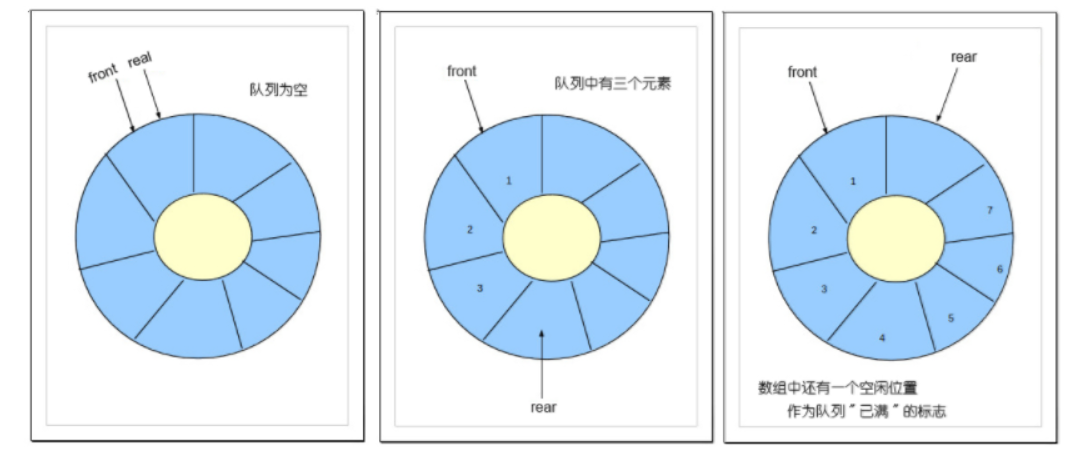 front real
队列为空
front
队列中有三个元素
1
2
3
rear
front
rear
1
2
3
4
5
6
7
数组中还有一个空闲位置
作为队列"已满"的标志